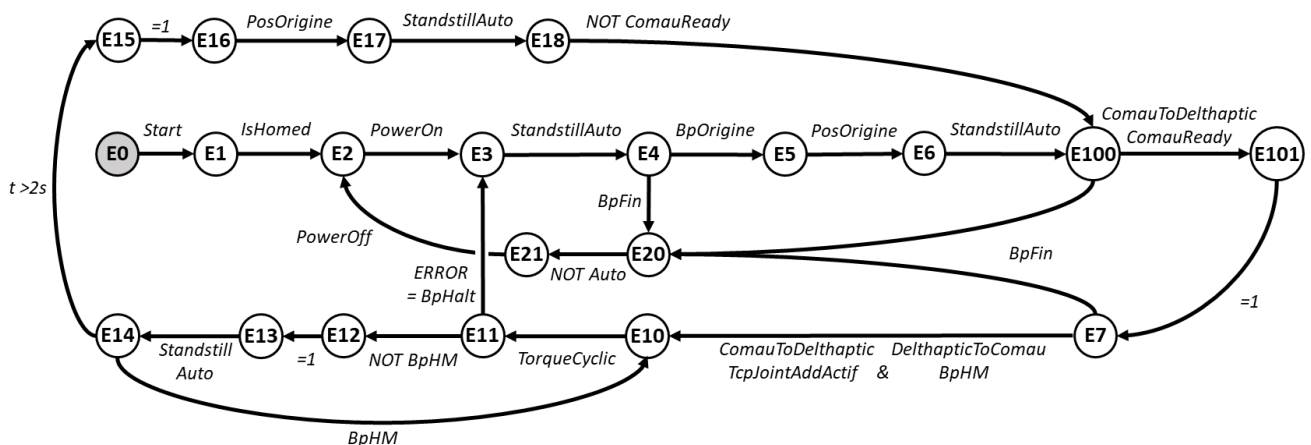 E15
=1
E16
PosOrigine
E17
StandstillAuto
E18
NOT ComauReady
E0
Start
E1
IsHomed
E2
PowerOn
E3
StandstillAuto
E4
BpOrigine
E5
PosOrigine
E6
StandstillAuto
E100
ComauToDelthaptic
ComauReady
E101
t >2s
BpFin
PowerOff
E21
NOT Auto
E20
BpFin
ERROR
= BpHalt
=1
E14
Standstill
Auto
E13
=1
E12
NOT BpHM
E11
TorqueCyclic
E10
ComauToDelthaptic DelthapticToComau
TcpJointAddActif & BpHM
E7
BpHM